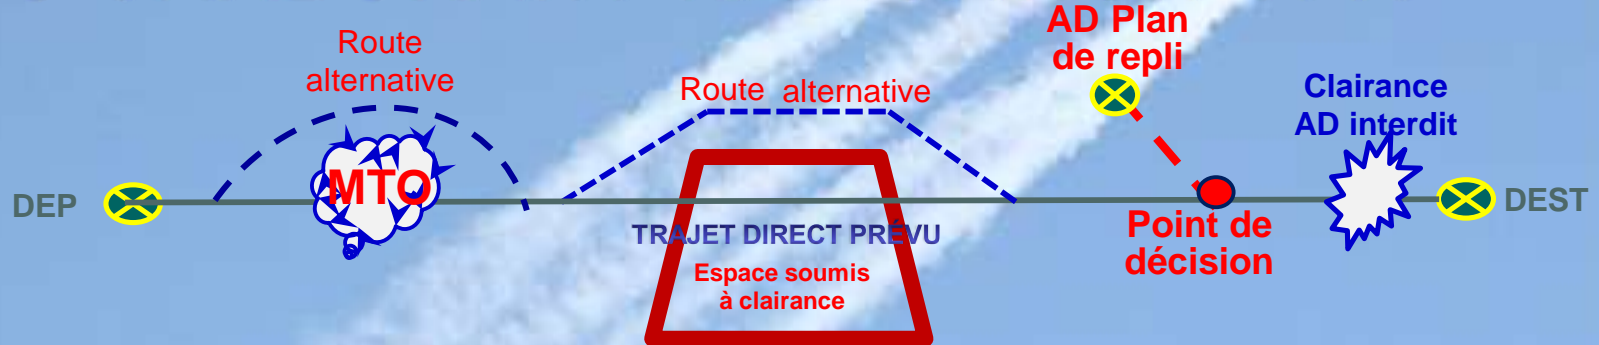 Route
alternative
MTO
DEP
Route alternative
TRAJET DIRECT PRÉVU
Espace soumis
à clairance
AD Plan
de repli
Point de
décision
Clairance
AD interdit
DEST